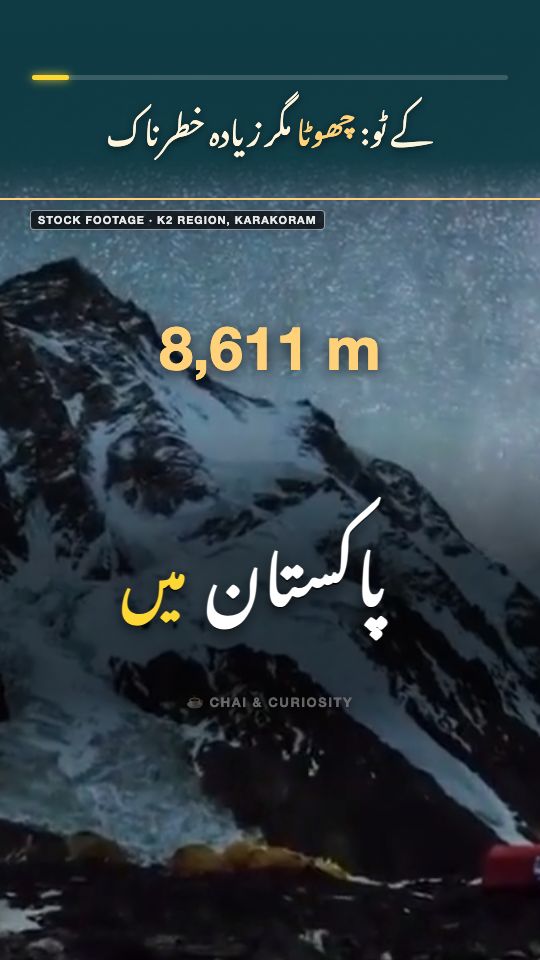 کے ٹو: چھوٹا مگر زیادہ خطرناک
STOCK FOOTAGE · K2 REGION, KARAKORAM
8,611 m
پاکستان میں
CHAI & CURIOSITY